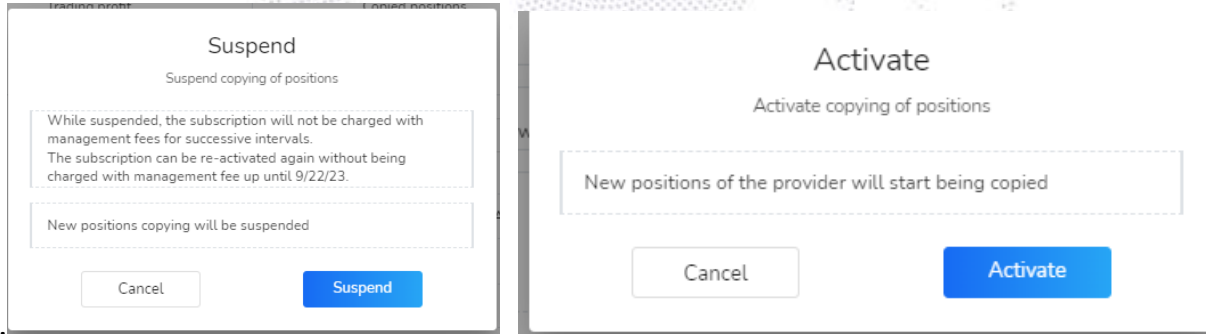 Trading profit Copied positions
Suspend
Suspend copying of positions
While suspended, the subscription will not be charged with
management fees for successive intervals.
The subscription can be re-activated again without being
charged with management fee up until 9/22/23.
New positions copying will be suspended
Cancel Suspend
Activate
Activate copying of positions
New positions of the provider will start being copied
Cancel Activate